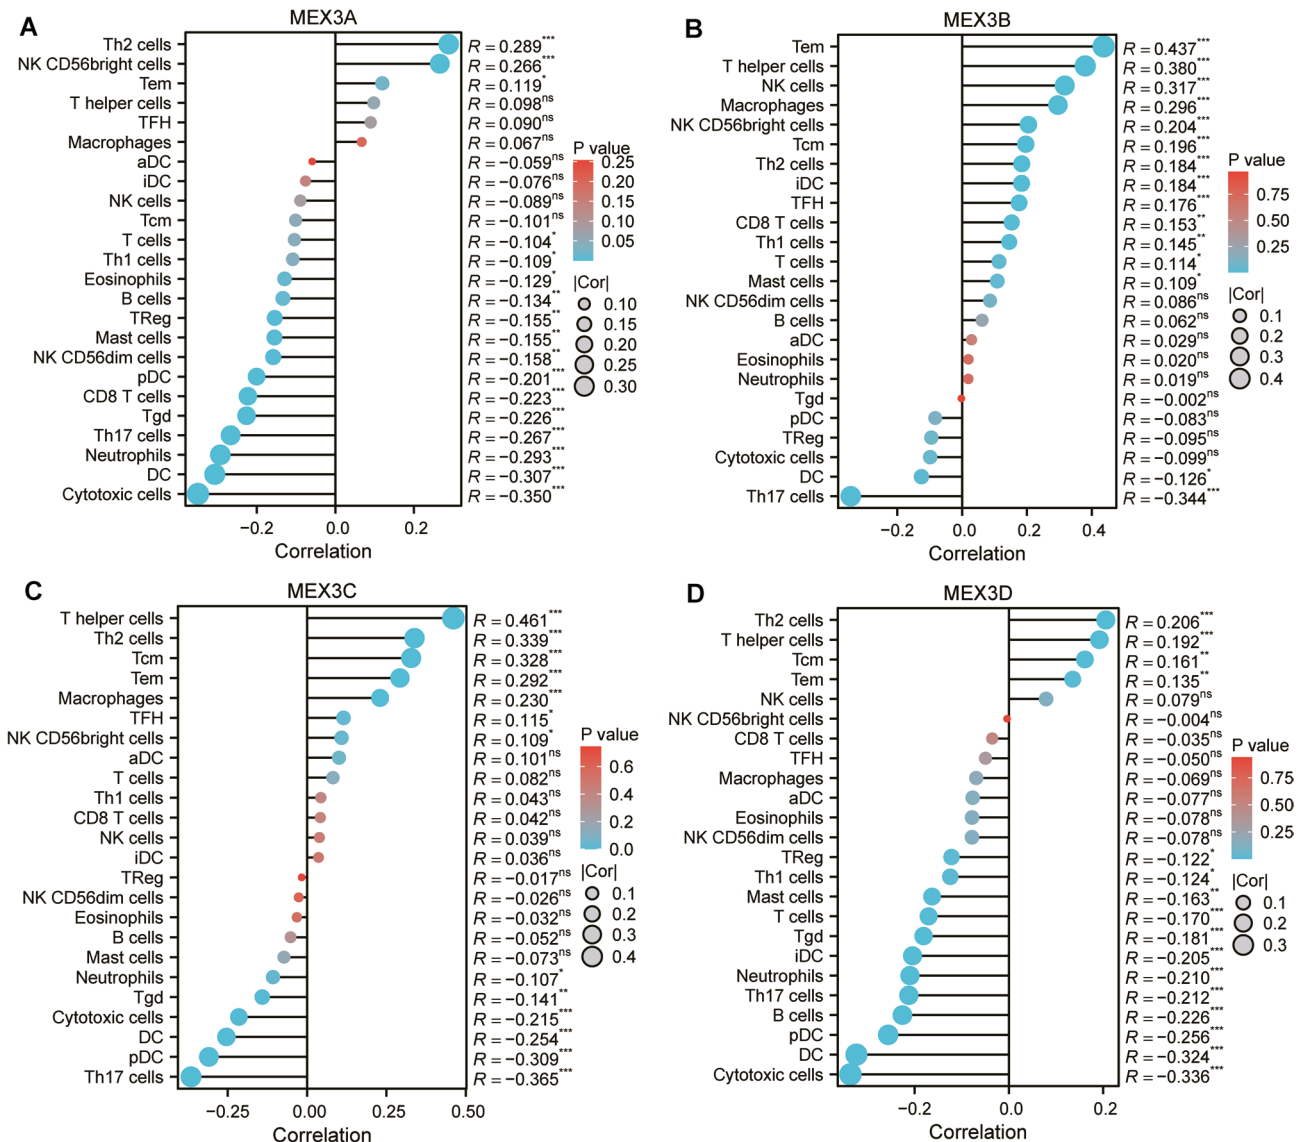 A
MEX3A
Th2 cells R = 0.289***
NK CD56bright cells R = 0.266***
Tem R = 0.119*
T helper cells R = 0.098ns
TFH R = 0.090ns
Macrophages R = 0.067ns
aDC R = −0.059ns
iDC R = −0.076ns
NK cells R = −0.089ns
Tcm R = −0.101ns
T cells R = −0.104*
Th1 cells R = −0.109*
Eosinophils R = −0.129*
B cells R = −0.134**
TReg R = −0.155**
Mast cells R = −0.155**
NK CD56dim cells R = −0.158**
pDC R = −0.201***
CD8 T cells R = −0.223***
Tgd R = −0.226***
Th17 cells R = −0.267***
Neutrophils R = −0.293***
DC R = −0.307***
Cytotoxic cells R = −0.350***
−0.2 0.0 0.2
Correlation
P value
0.25
0.20
0.15
0.10
0.05
|Cor|
0.10
0.15
0.20
0.25
0.30
B
MEX3B
Tem R = 0.437***
T helper cells R = 0.380***
NK cells R = 0.317***
Macrophages R = 0.296***
NK CD56bright cells R = 0.204***
Tcm R = 0.196***
Th2 cells R = 0.184***
iDC R = 0.184***
TFH R = 0.176***
CD8 T cells R = 0.153**
Th1 cells R = 0.145**
T cells R = 0.114*
Mast cells R = 0.109*
NK CD56dim cells R = 0.086ns
B cells R = 0.062ns
aDC R = 0.029ns
Eosinophils R = 0.020ns
Neutrophils R = 0.019ns
Tgd R = −0.002ns
pDC R = −0.083ns
TReg R = −0.095ns
Cytotoxic cells R = −0.099ns
DC R = −0.126*
Th17 cells R = −0.344***
−0.2 0.0 0.2 0.4
Correlation
P value
0.75
0.50
0.25
|Cor|
0.1
0.2
0.3
0.4
C
MEX3C
T helper cells R = 0.461***
Th2 cells R = 0.339***
Tcm R = 0.328***
Tem R = 0.292***
Macrophages R = 0.230***
TFH R = 0.115*
NK CD56bright cells R = 0.109*
aDC R = 0.101ns
T cells R = 0.082ns
Th1 cells R = 0.043ns
CD8 T cells R = 0.042ns
NK cells R = 0.039ns
iDC R = 0.036ns
TReg R = −0.017ns
NK CD56dim cells R = −0.026ns
Eosinophils R = −0.032ns
B cells R = −0.052ns
Mast cells R = −0.073ns
Neutrophils R = −0.107*
Tgd R = −0.141**
Cytotoxic cells R = −0.215***
DC R = −0.254***
pDC R = −0.309***
Th17 cells R = −0.365***
−0.25 0.00 0.25 0.50
Correlation
P value
0.6
0.4
0.2
0.0
|Cor|
0.1
0.2
0.3
0.4
D
MEX3D
Th2 cells R = 0.206***
T helper cells R = 0.192***
Tcm R = 0.161**
Tem R = 0.135**
NK cells R = 0.079ns
NK CD56bright cells R = −0.004ns
CD8 T cells R = −0.035ns
TFH R = −0.050ns
Macrophages R = −0.069ns
aDC R = −0.077ns
Eosinophils R = −0.078ns
NK CD56dim cells R = −0.078ns
TReg R = −0.122*
Th1 cells R = −0.124*
Mast cells R = −0.163**
T cells R = −0.170***
Tgd R = −0.181***
iDC R = −0.205***
Neutrophils R = −0.210***
Th17 cells R = −0.212***
B cells R = −0.226***
pDC R = −0.256***
DC R = −0.324***
Cytotoxic cells R = −0.336***
−0.2 0.0 0.2
Correlation
P value
0.75
0.50
0.25
|Cor|
0.1
0.2
0.3